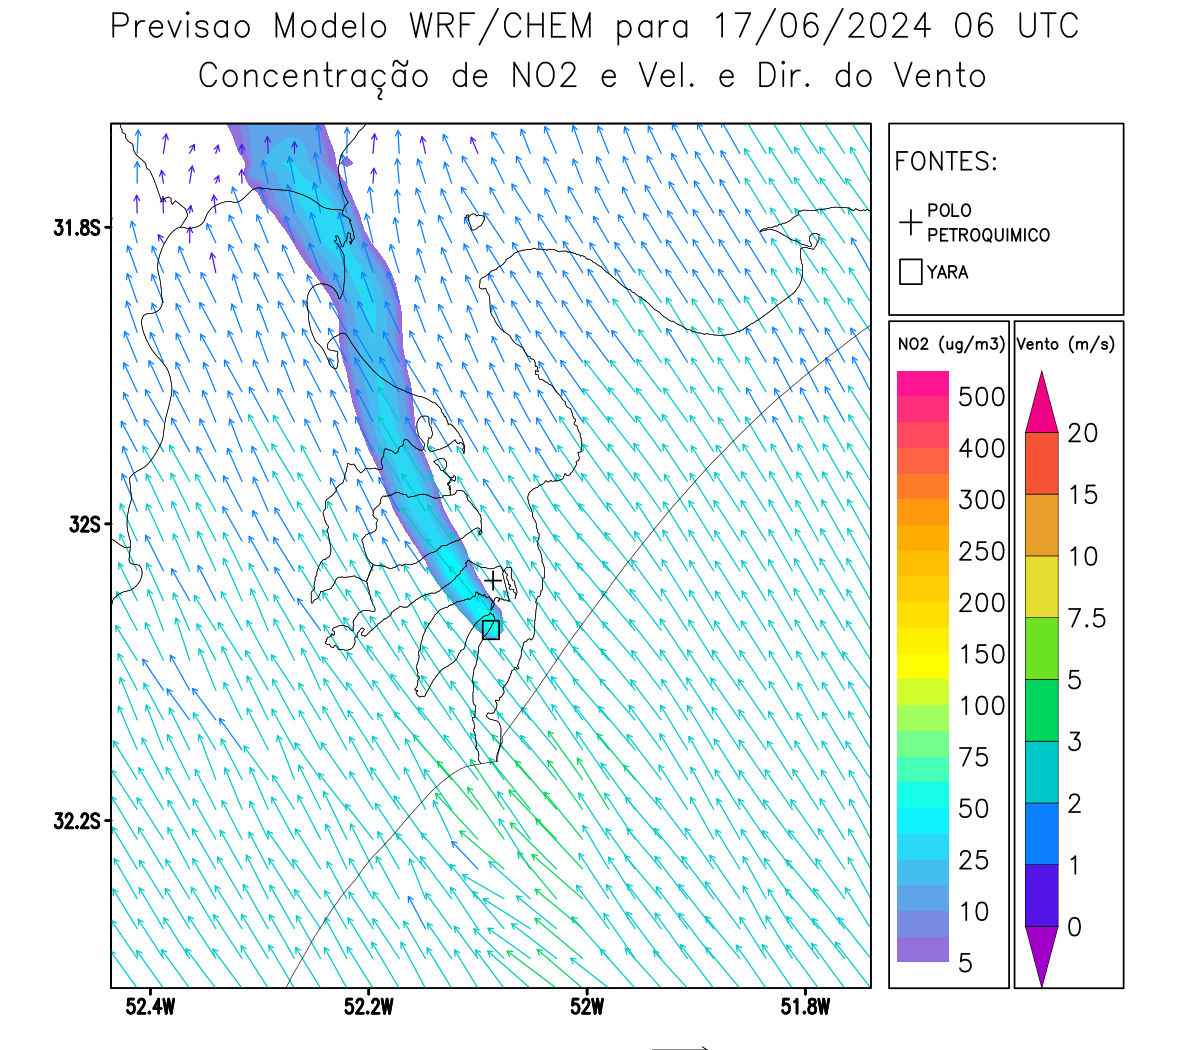 Previsao Modelo WRF/CHEM para 17/06/2024 06 UTC
Concentração de NO2 e Vel. e Dir. do Vento
FONTES:
POLO
PETROQUIMICO
YARA
NO2 (ug/m3)
500
400
300
250
200
150
100
75
50
25
10
5
Vento (m/s)
20
15
10
7.5
5
3
2
1
0
31.8S
32S
32.2S
52.4W 52.2W 52W 51.8W